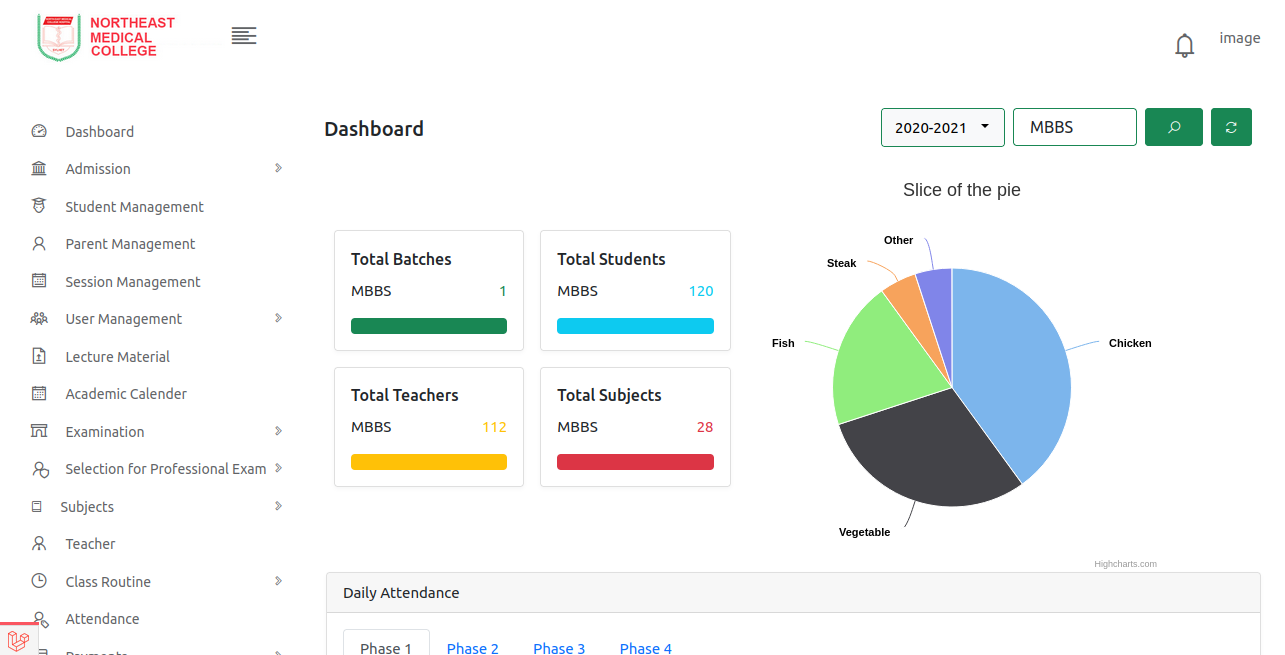 NORTHEAST
MEDICAL
COLLEGE
image
Dashboard
Admission
Student Management
Parent Management
Session Management
User Management
Lecture Material
Academic Calender
Examination
Selection for Professional Exam
Subjects
Teacher
Class Routine
Attendance
Payments
Dashboard
2020-2021
MBBS
Total Batches
MBBS 1
Total Students
MBBS 120
Total Teachers
MBBS 112
Total Subjects
MBBS 28
Slice of the pie
Other
Steak
Fish
Chicken
Vegetable
Highcharts.com
Daily Attendance
Phase 1 Phase 2 Phase 3 Phase 4